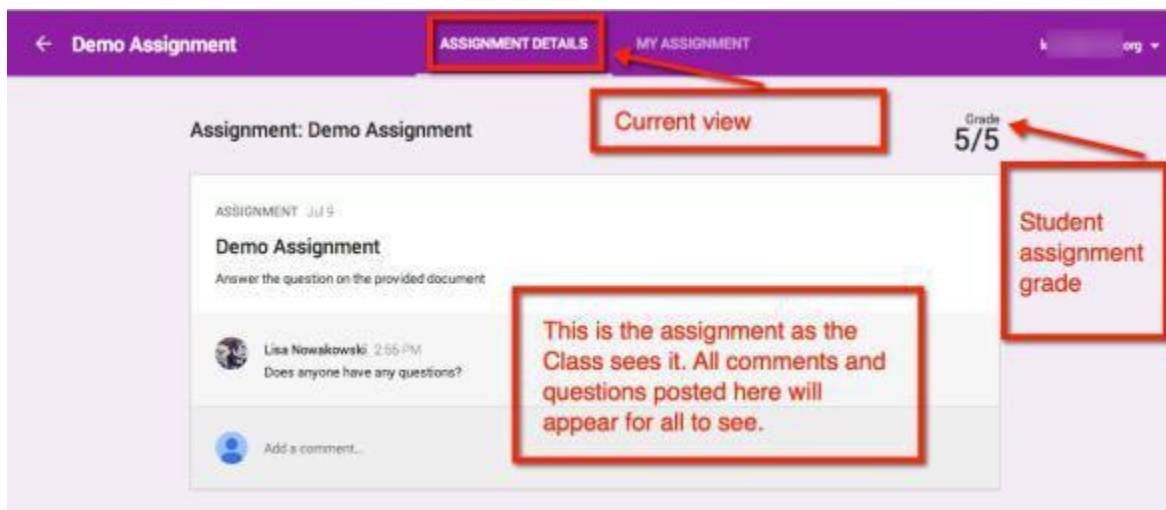 ← Demo Assignment ASSIGNMENT DETAILS MY ASSIGNMENT k org
Current view
Assignment: Demo Assignment
Grade
5/5
ASSIGNMENT Jul 9
Demo Assignment
Answer the question on the provided document
Student
assignment
grade
This is the assignment as the
Class sees it. All comments and
questions posted here will
appear for all to see.
Lisa Nowakowski 2:55 PM
Does anyone have any questions?
Add a comment...